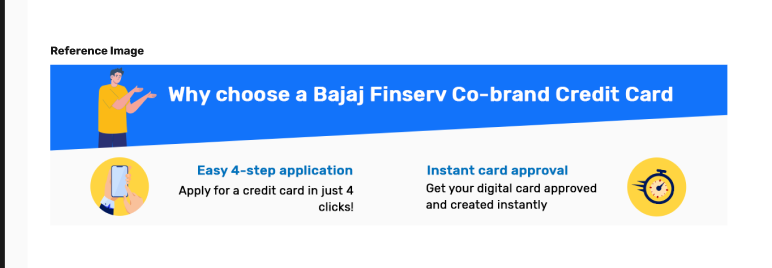 Reference Image
Why choose a Bajaj Finserv Co-brand Credit Card
Easy 4-step application
Apply for a credit card in just 4
clicks!
Instant card approval
Get your digital card approved
and created instantly